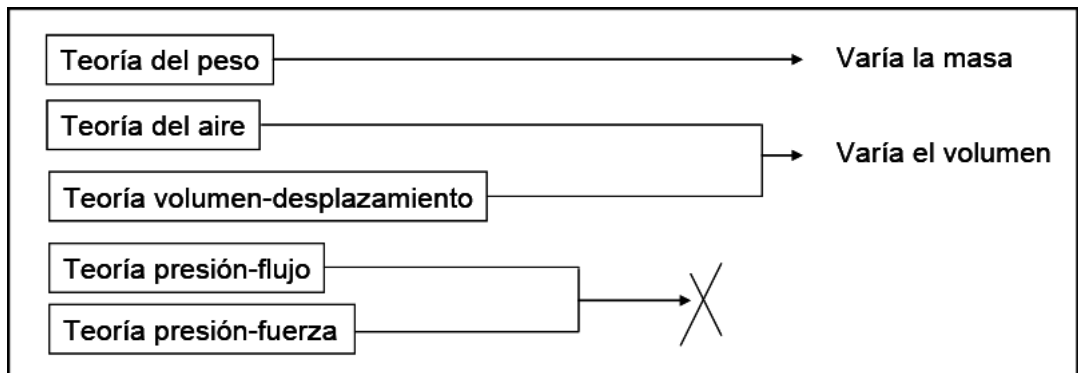 Teoría del peso
Varía la masa
Teoría del aire
Varía el volumen
Teoría volumen-desplazamiento
Teoría presión-flujo
Teoría presión-fuerza